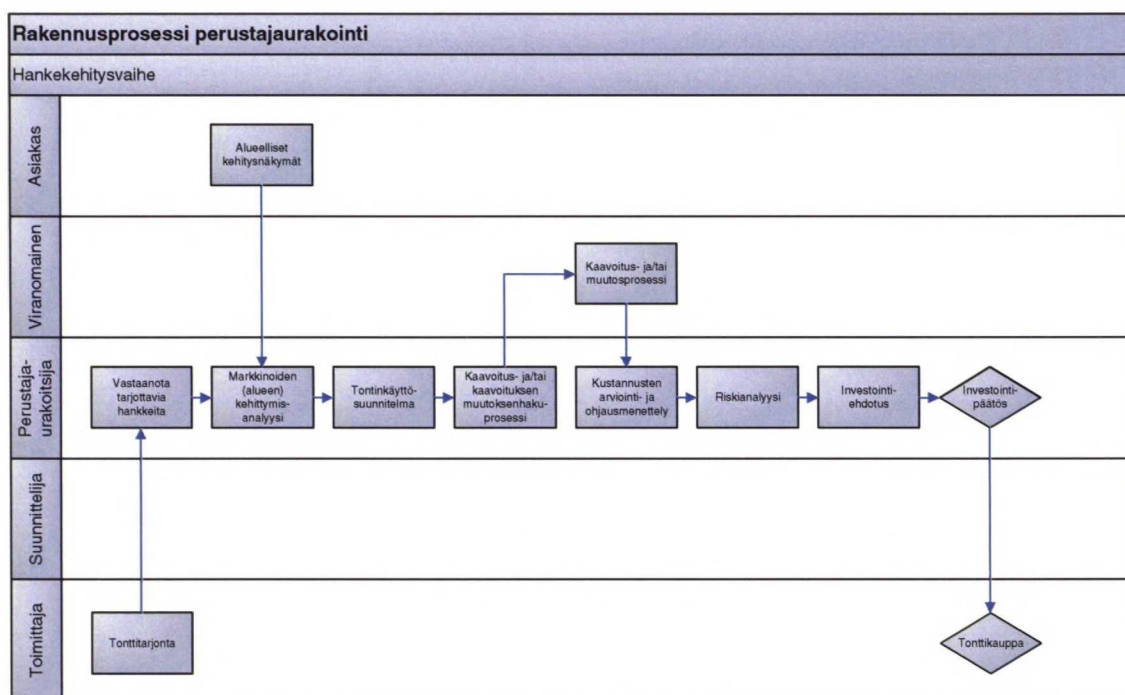 Rakennusprosessi perustajaurakointi
Hankekehitysvaihe
Asiakas
Alueelliset
kehitysnäkymät
Viranomainen
Kaavoitus- ja/tai
muutosprosessi
Perustaja-
urakoitsija
Vastaanota
tarjottavia
hankkeita
Markkinoiden
(alueen)
kehittymis-
analyysi
Tontinkäyttö-
suunnitelma
Kaavoitus- ja/tai
kaavoituksen
muutoksenhaku-
prosessi
Kustannusten
arviointi- ja
ohjausmenettely
Riskianalyysi
Investointi-
ehdotus
Investointi-
päätös
Suunnittelija
Toimittaja
Tonttitarjonta
Tonttikauppa